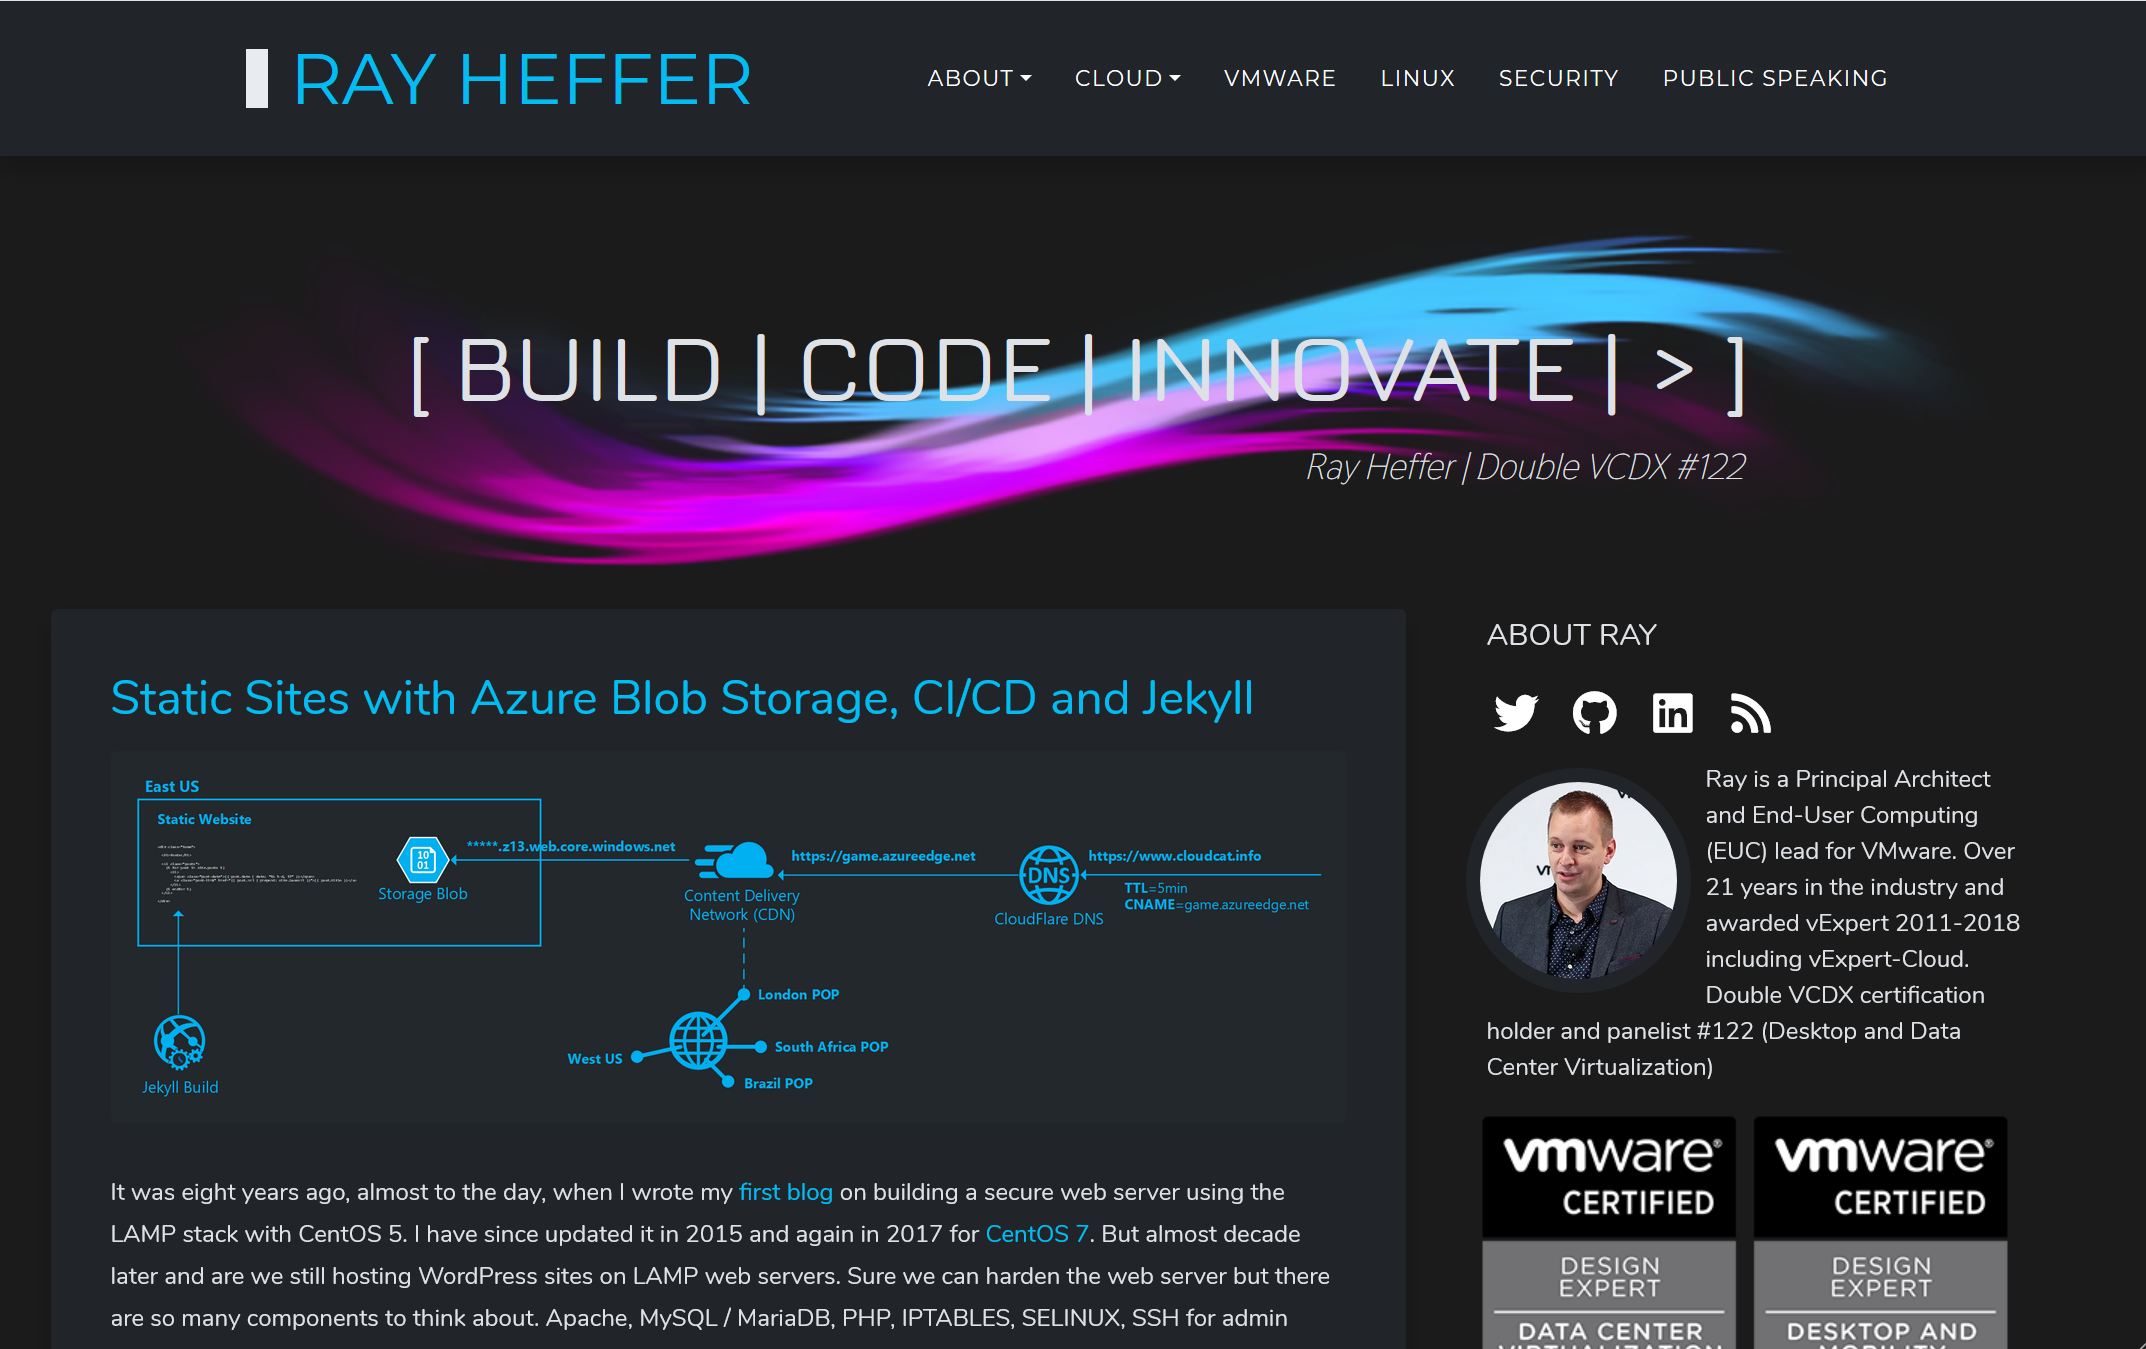 RAY HEFFER
ABOUT
CLOUD
VMWARE
LINUX
SECURITY
PUBLIC SPEAKING
[ BUILD | CODE | INNOVATE | > ]
Ray Heffer | Double VCDX #122
Static Sites with Azure Blob Storage, CI/CD and Jekyll
East US
Static Website
10
01
Storage Blob
*****.z13.web.core.windows.net
Content Delivery
Network (CDN)
https://game.azureedge.net
DNS
CloudFlare DNS
https://www.cloudcat.info
TTL=5min
CNAME=game.azureedge.net
London POP
West US
South Africa POP
Brazil POP
Jekyll Build
It was eight years ago, almost to the day, when I wrote my first blog on building a secure web server using the
LAMP stack with CentOS 5. I have since updated it in 2015 and again in 2017 for CentOS 7. But almost decade
later and are we still hosting WordPress sites on LAMP web servers. Sure we can harden the web server but there
are so many components to think about. Apache, MySQL / MariaDB, PHP, IPTABLES, SELINUX, SSH for admin
ABOUT RAY
in
Ray is a Principal Architect
and End-User Computing
(EUC) lead for VMware. Over
21 years in the industry and
awarded vExpert 2011-2018
including vExpert-Cloud.
Double VCDX certification
holder and panelist #122 (Desktop and Data
Center Virtualization)
vmware®
CERTIFIED
DESIGN
EXPERT
DATA CENTER
VIRTUALIZATION
vmware®
CERTIFIED
DESIGN
EXPERT
DESKTOP AND
MOBILITY